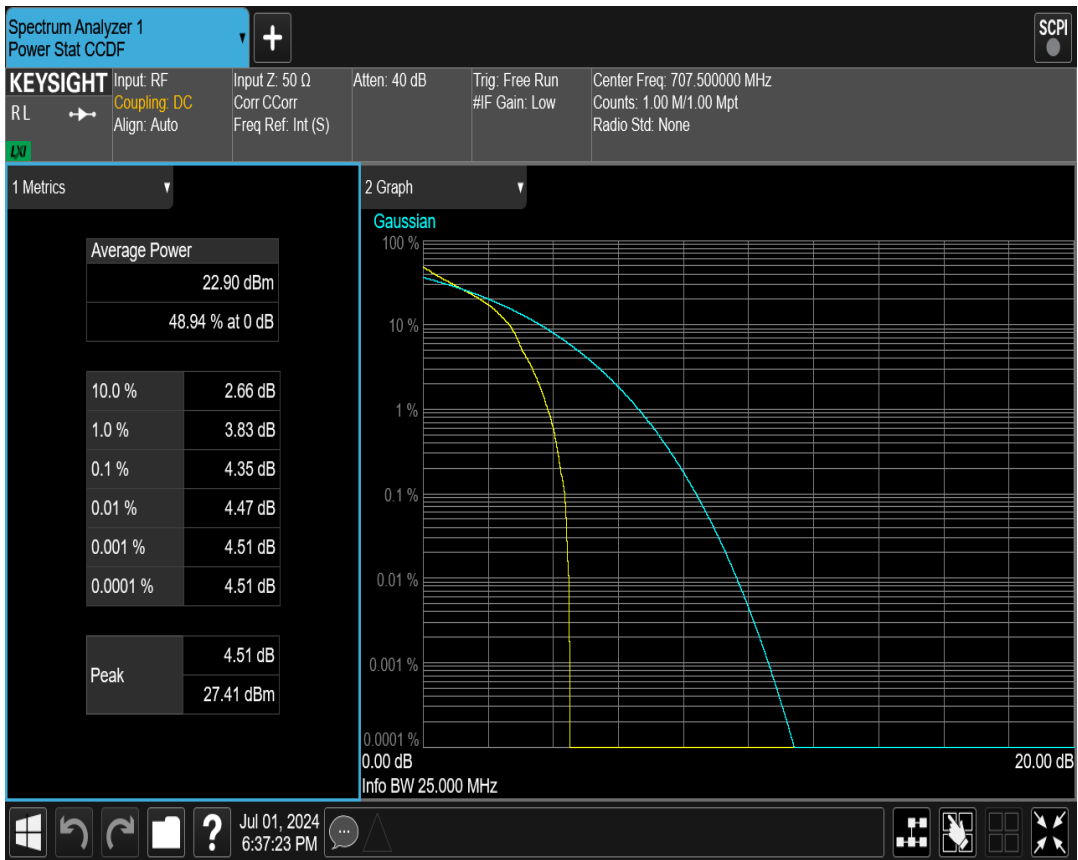 Spectrum Analyzer 1
Power Stat CCDF
+
SCPI
KEYSIGHT
RL
LXI
Input: RF
Coupling: DC
Align: Auto
Input Z: 50 Ω
Corr CCorr
Freq Ref: Int (S)
Atten: 40 dB
Trig: Free Run
#IF Gain: Low
Center Freq: 707.500000 MHz
Counts: 1.00 M/1.00 Mpt
Radio Std: None
1 Metrics
Average Power
22.90 dBm
48.94 % at 0 dB
10.0 % 2.66 dB
1.0 % 3.83 dB
0.1 % 4.35 dB
0.01 % 4.47 dB
0.001 % 4.51 dB
0.0001 % 4.51 dB
Peak
4.51 dB
27.41 dBm
2 Graph
Gaussian
100 %
10 %
1 %
0.1 %
0.01 %
0.001 %
0.0001 %
0.00 dB 20.00 dB
Info BW 25.000 MHz
?
Jul 01, 2024
6:37:23 PM